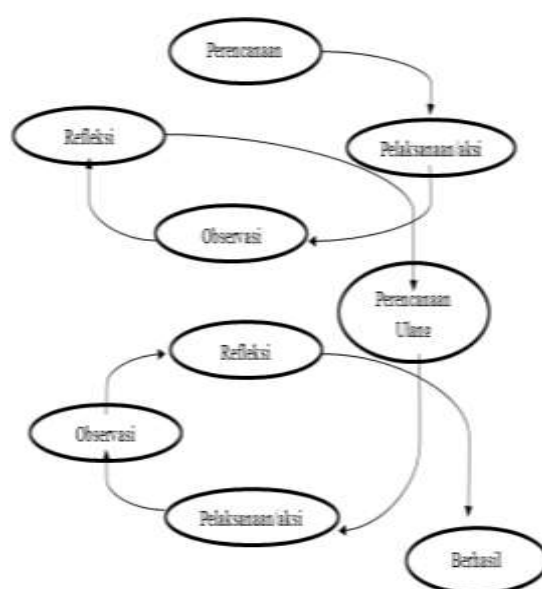 Perencanaan
Pelaksanaan/aksi
Observasi
Refleksi
Perencanaan
Ulang
Pelaksanaan/aksi
Observasi
Refleksi
Berhasil